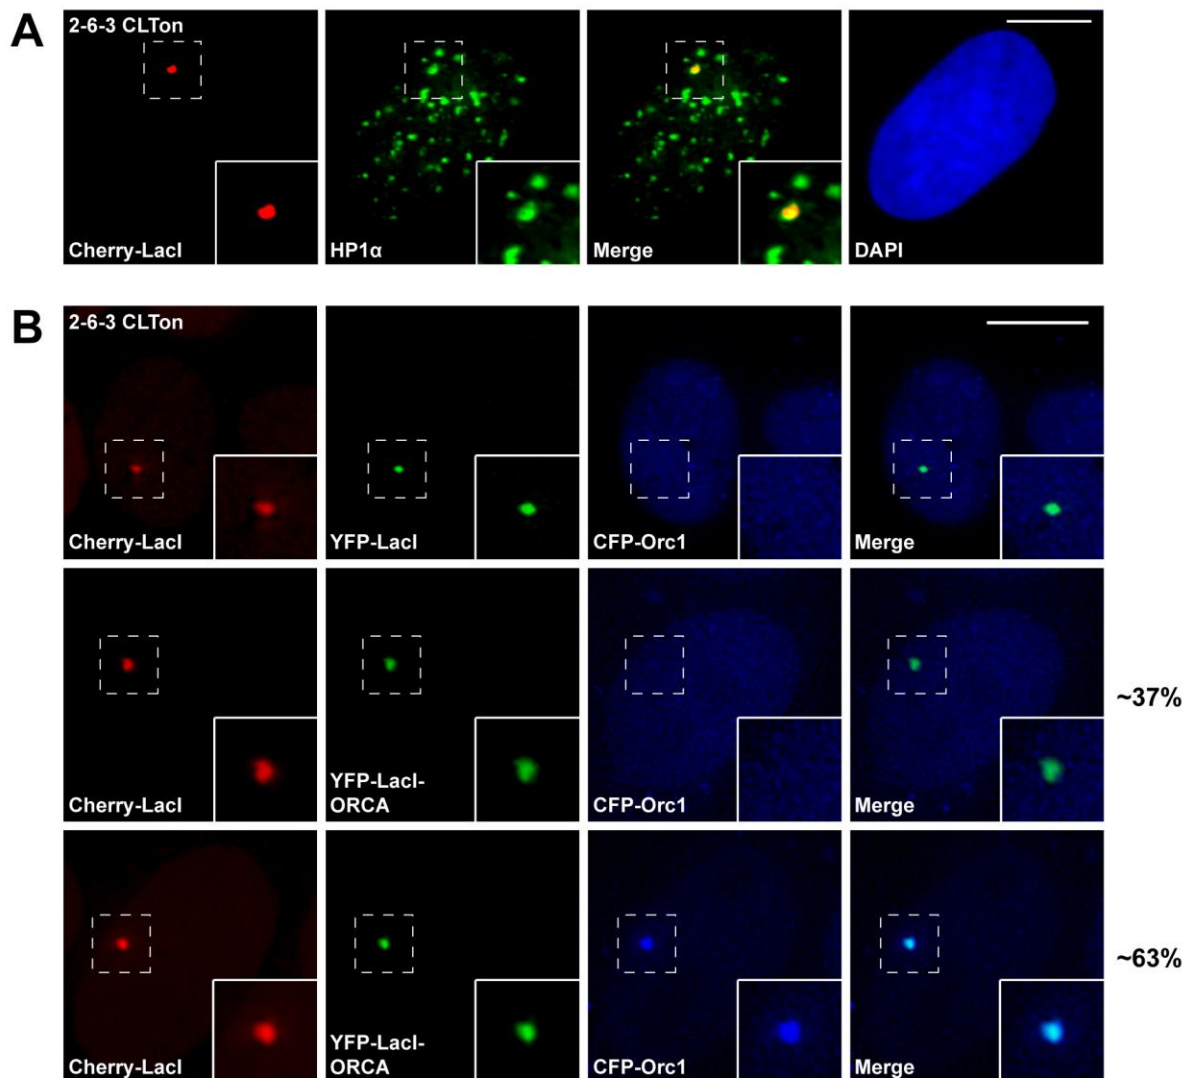 A
2-6-3 CLTon
Cherry-LacI
HP1α
Merge
DAPI
B
2-6-3 CLTon
Cherry-LacI
YFP-LacI
CFP-Orc1
Merge
Cherry-LacI
YFP-LacI-
ORCA
CFP-Orc1
Merge
~37%
Cherry-LacI
YFP-LacI-
ORCA
CFP-Orc1
Merge
~63%